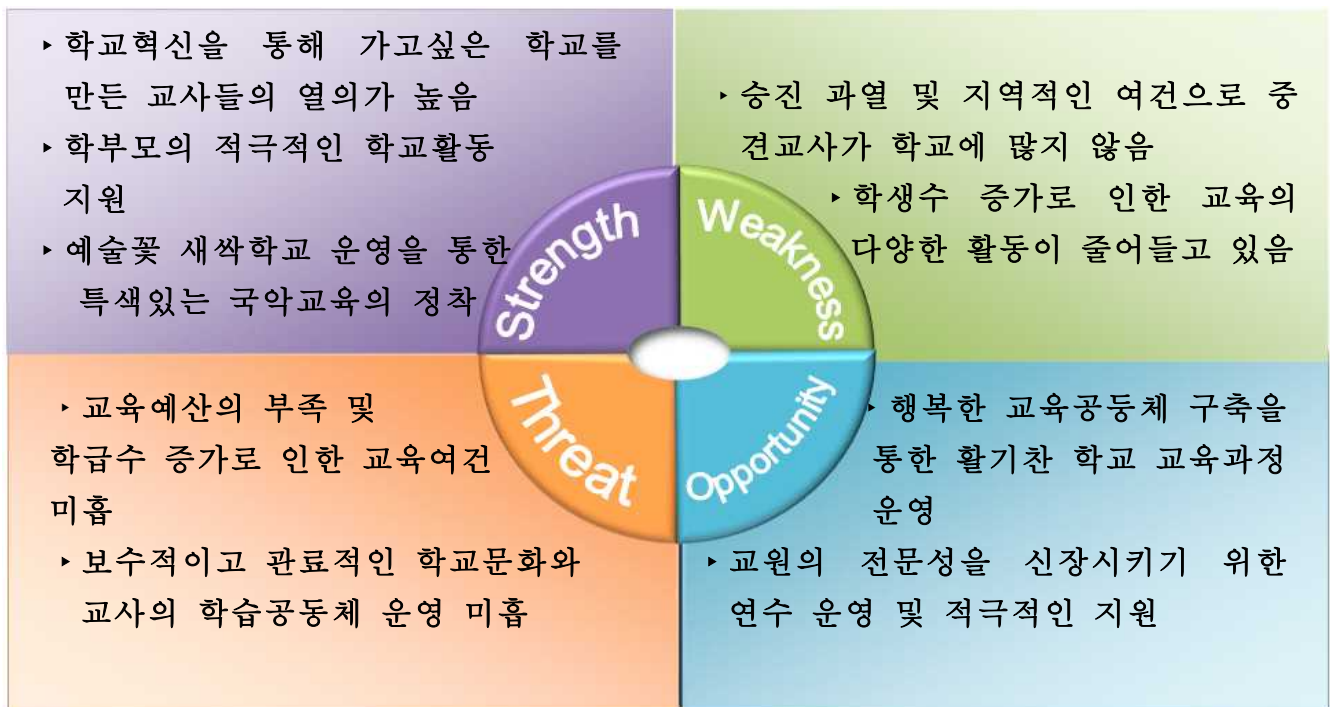 ‣학교혁신을 통해 가고싶은 학교를
만든 교사들의 열의가 높음
‣학부모의 적극적인 학교활동
지원
‣예술꽃 새싹학교 운영을 통한
특색있는 국악교육의 정착
‣승진 과열 및 지역적인 여건으로 중
견교사가 학교에 많지 않음
‣학생수 증가로 인한 교육의
다양한 활동이 줄어들고 있음
Strength
Weakness
Threat
Opportunity
‣교육예산의 부족 및
학급수 증가로 인한 교육여건
미흡
‣보수적이고 관료적인 학교문화와
교사의 학습공동체 운영 미흡
‣행복한 교육공동체 구축을
통한 활기찬 학교 교육과정
운영
‣교원의 전문성을 신장시키기 위한
연수 운영 및 적극적인 지원